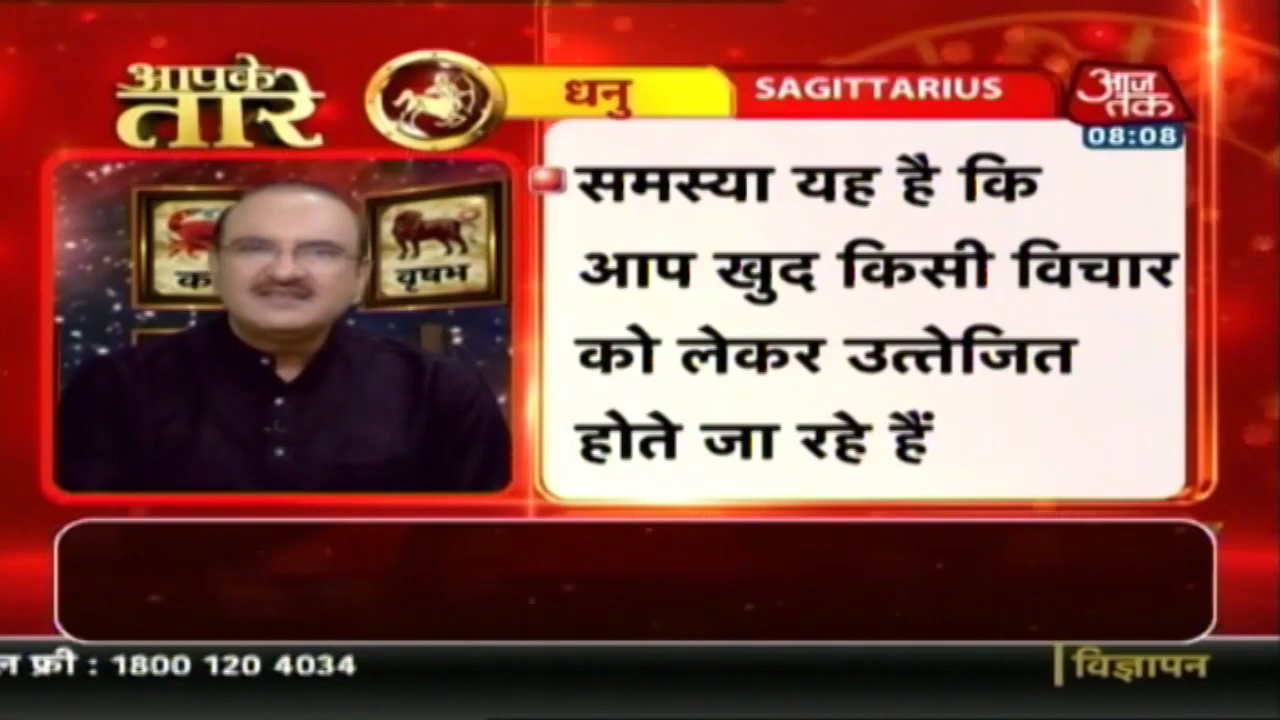 आपके
तारे
धनु
SAGITTARIUS
आज
तक
08:08
क
वृषभ
समस्या यह है कि
आप खुद किसी विचार
को लेकर उत्तेजित
होते जा रहे हैं
ल फ्री : 1800 120 4034
विज्ञापन